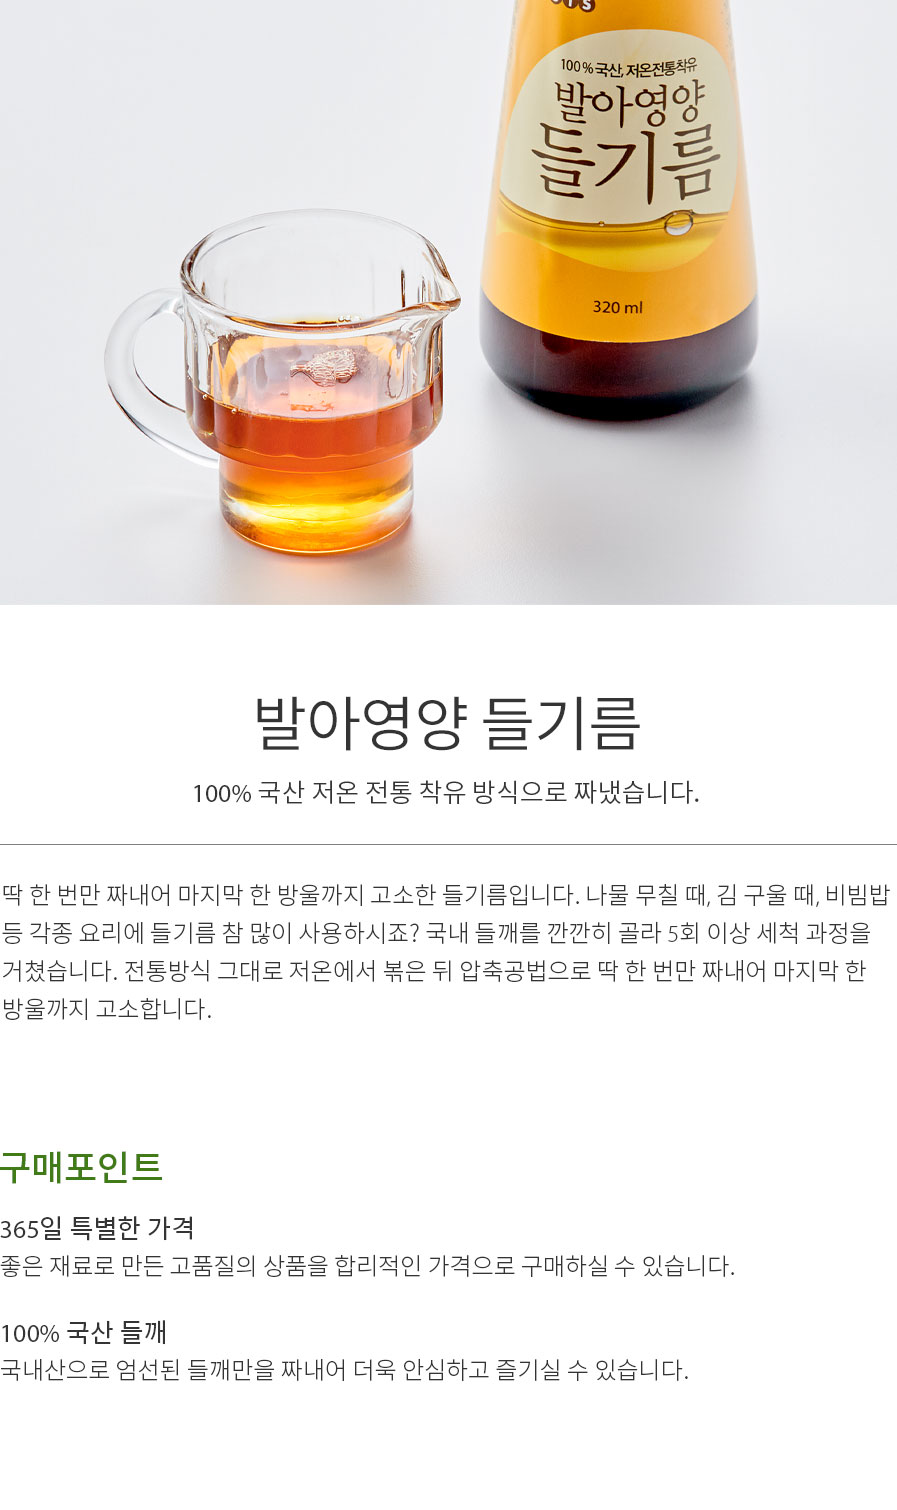 100% 국산, 저온전통착유
발아영양
들기름
320 ml
발아영양 들기름
100% 국산 저온 전통 착유 방식으로 짜냈습니다.
딱 한 번만 짜내어 마지막 한 방울까지 고소한 들기름입니다. 나물 무칠 때, 김 구울 때, 비빔밥
등 각종 요리에 들기름 참 많이 사용하시죠? 국내 들깨를 깐깐히 골라 5회 이상 세척 과정을
거쳤습니다. 전통방식 그대로 저온에서 볶은 뒤 압축공법으로 딱 한 번만 짜내어 마지막 한
방울까지 고소합니다.
구매포인트
365일 특별한 가격
좋은 재료로 만든 고품질의 상품을 합리적인 가격으로 구매하실 수 있습니다.
100% 국산 들깨
국내산으로 엄선된 들깨만을 짜내어 더욱 안심하고 즐기실 수 있습니다.